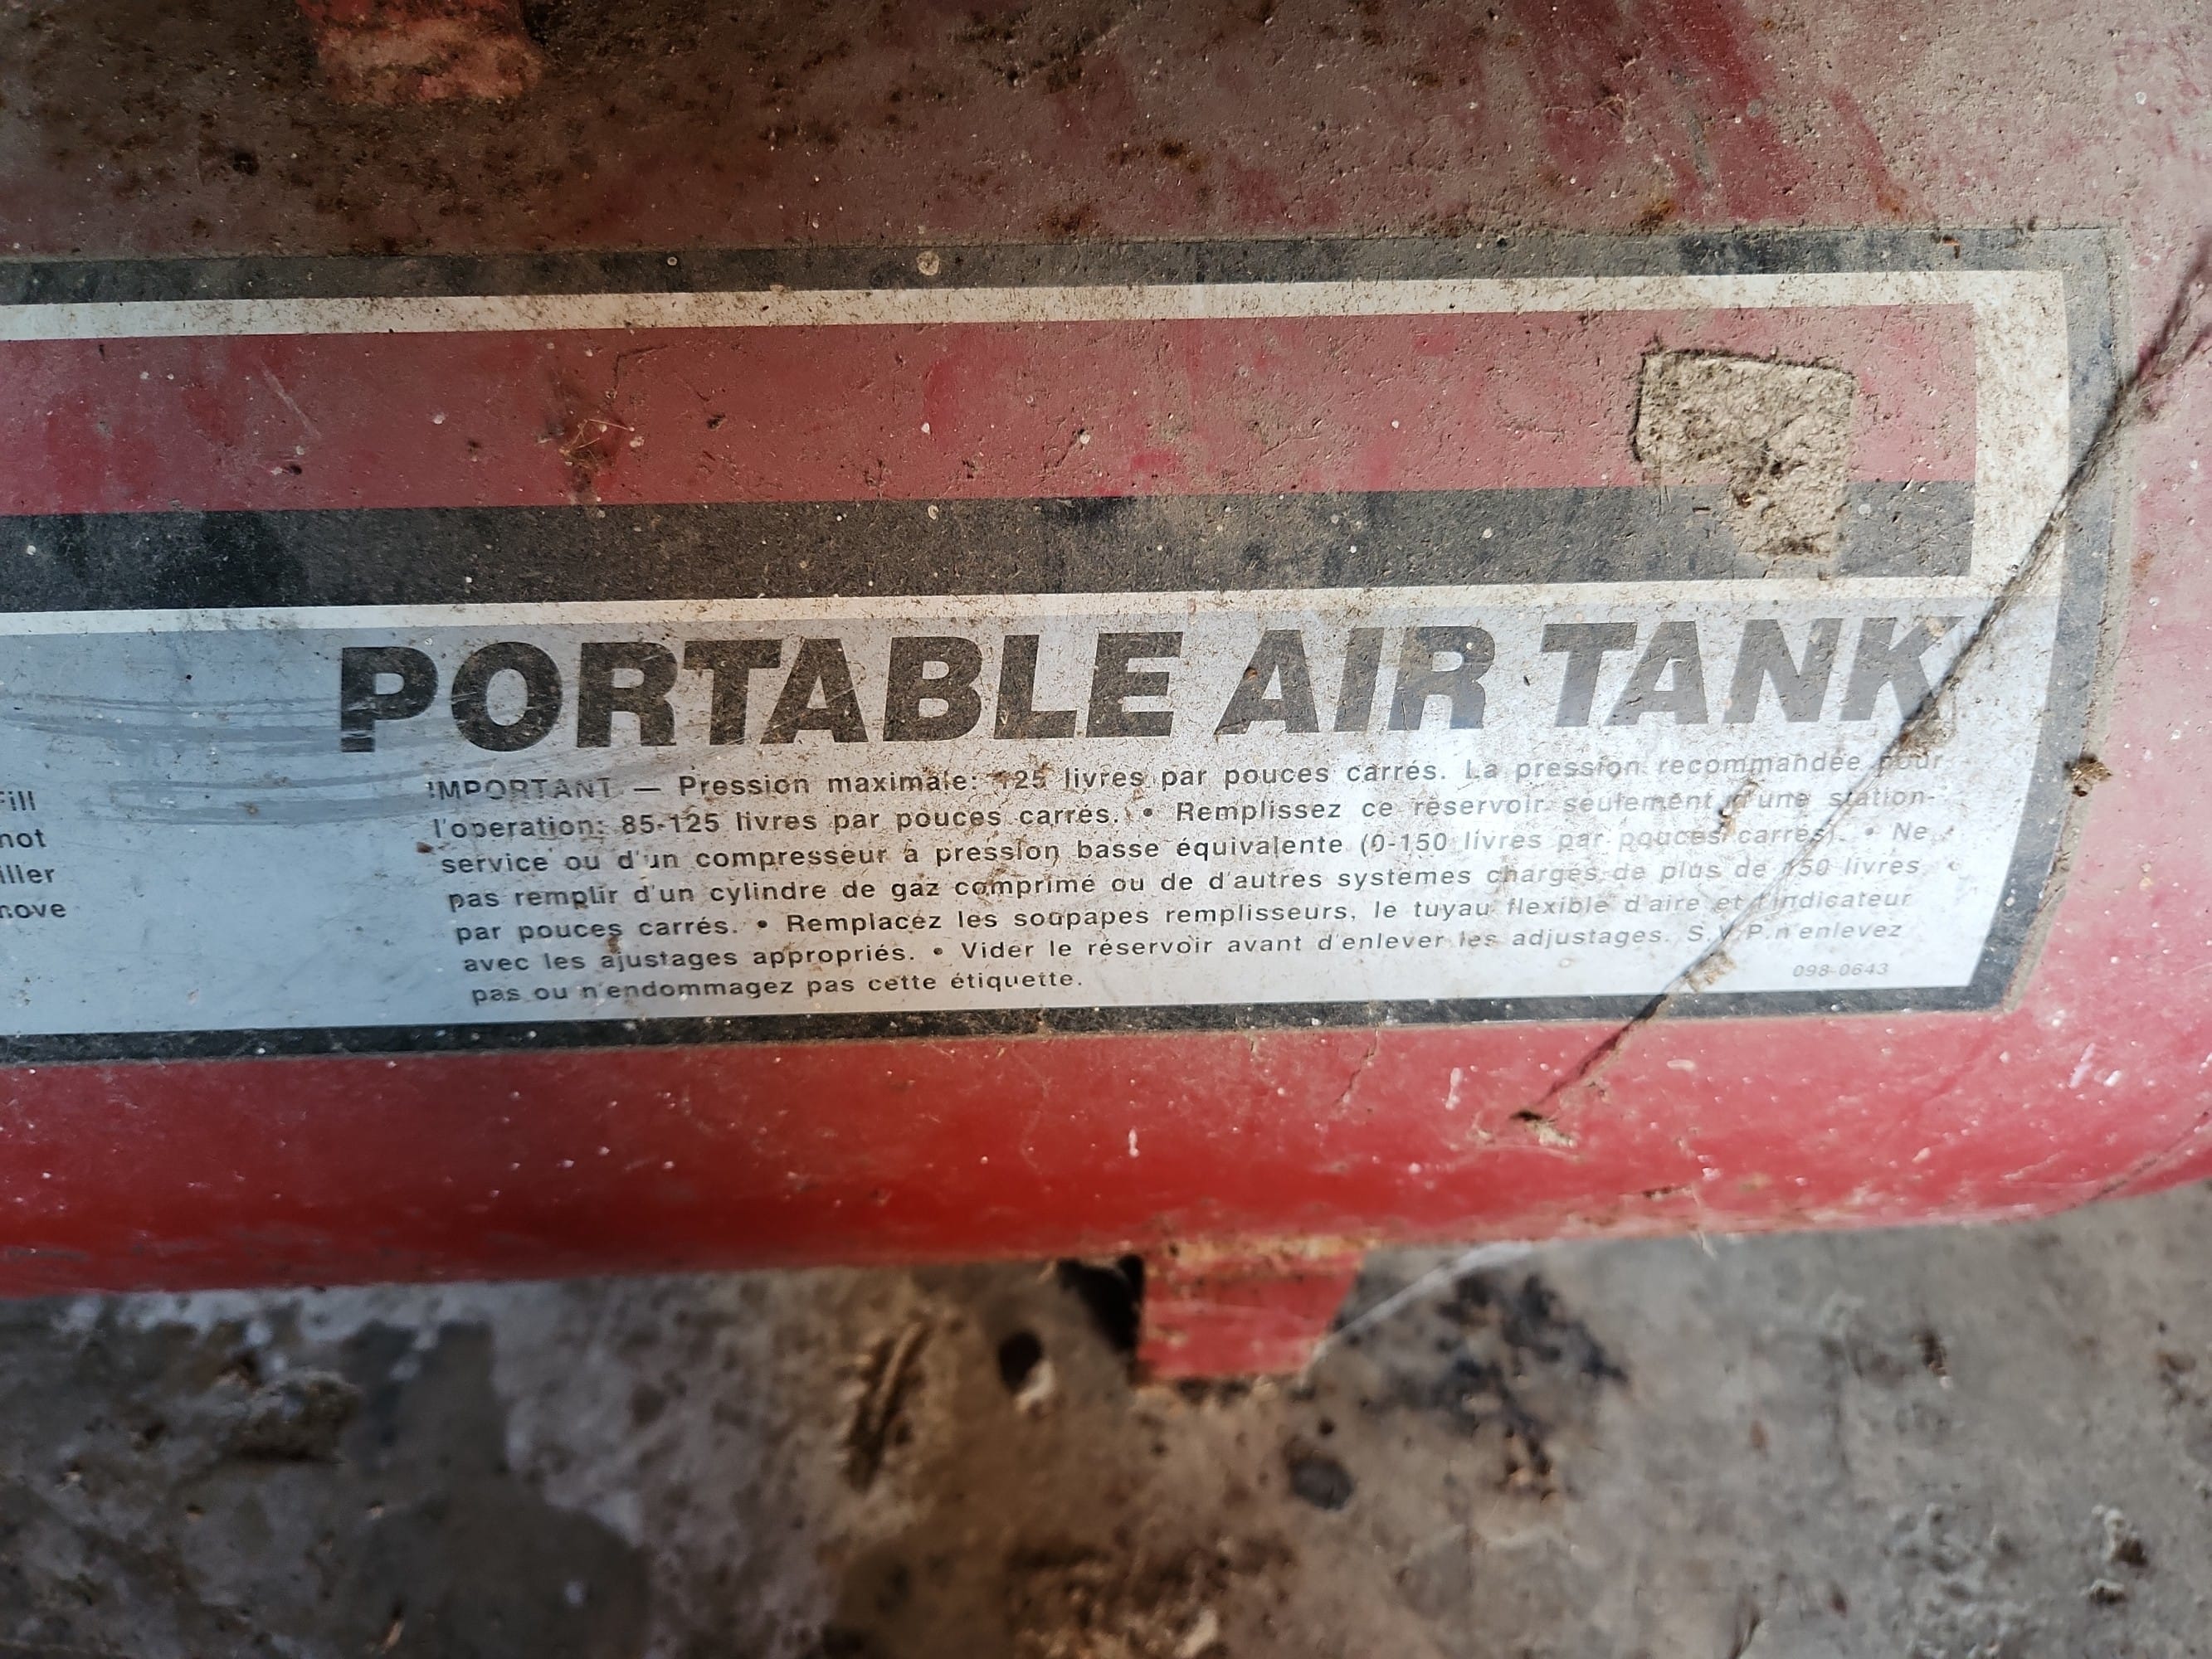 PORTABLE AIR TANK
IMPORTANT — Pression maximale: 125 livres par pouces carrés. La pression recommandée pour
l'operation: 85-125 livres par pouces carrés. • Remplissez ce réservoir seulement d'une station-
service ou d'un compresseur à pression basse équivalente (0-150 livres par pouces carrés). • Ne
pas remplir d'un cylindre de gaz comprimé ou de d'autres systemes chargés de plus de 150 livres
par pouces carrés. • Remplacez les soupapes remplisseurs, le tuyau flexible d'aire et l'indicateur
avec les ajustages appropriés. • Vider le réservoir avant d'enlever les adjustages. S.V.P. n'enlevez
pas ou n'endommagez pas cette étiquette.
098-0643
not